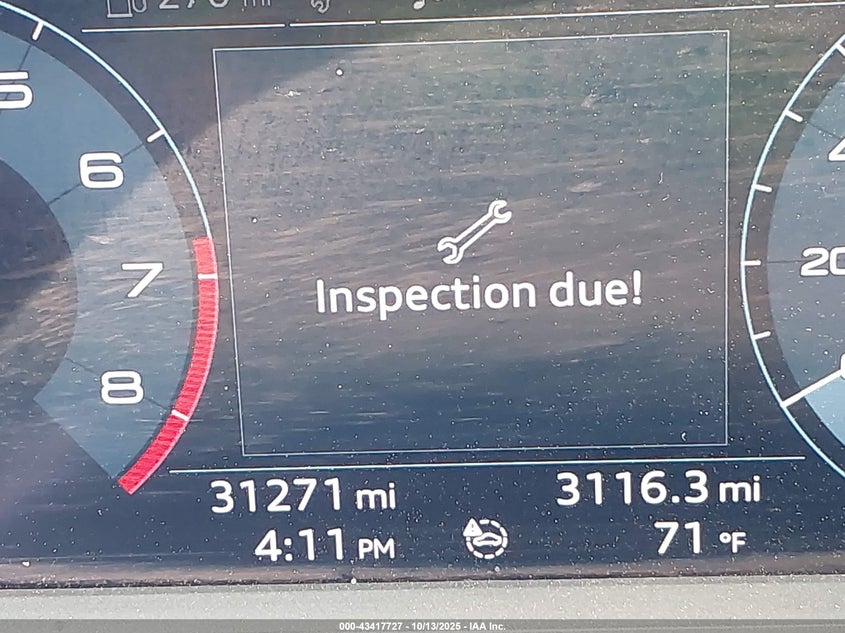 5
6
7
8
Inspection due!
20
31271 mi
3116.3 mi
4:11 PM
71 °F
000-43417727 - 10/13/2025 - IAA Inc.